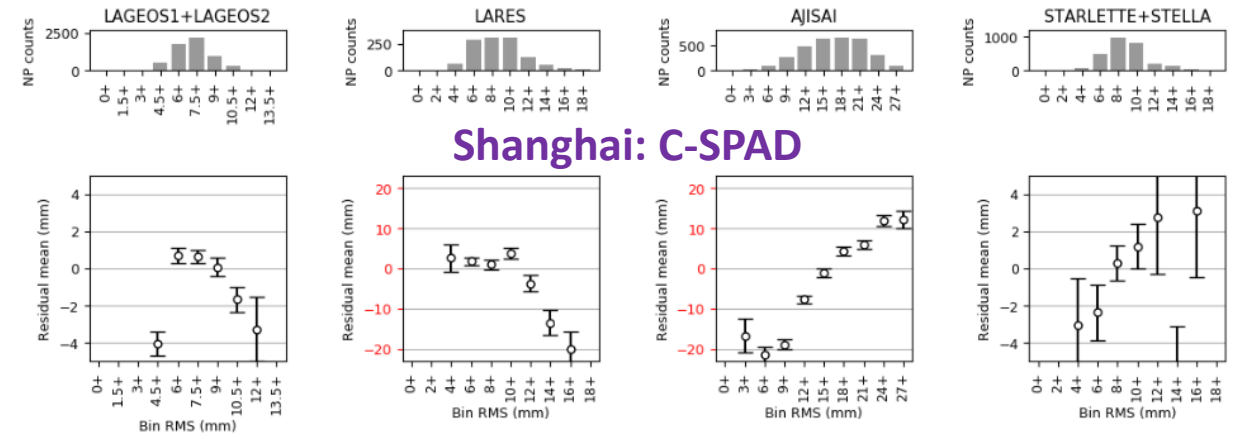 LAGEOS1+LAGEOS2
NP counts
2500
0
0+ 1.5+ 3+ 4.5+ 6+ 7.5+ 9+ 10.5+ 12+ 13.5+
LARES
NP counts
250
0
0+ 2+ 4+ 6+ 8+ 10+ 12+ 14+ 16+ 18+
AJISAI
NP counts
500
0
0+ 3+ 6+ 9+ 12+ 15+ 18+ 21+ 24+ 27+
STARLETTE+STELLA
NP counts
1000
0
0+ 2+ 4+ 6+ 8+ 10+ 12+ 14+ 16+ 18+
Shanghai: C-SPAD
Residual mean (mm)
4
2
0
−2
−4
0+ 1.5+ 3+ 4.5+ 6+ 7.5+ 9+ 10.5+ 12+ 13.5+
Bin RMS (mm)
Residual mean (mm)
20
10
0
−10
−20
0+ 2+ 4+ 6+ 8+ 10+ 12+ 14+ 16+ 18+
Bin RMS (mm)
Residual mean (mm)
20
10
0
−10
−20
0+ 3+ 6+ 9+ 12+ 15+ 18+ 21+ 24+ 27+
Bin RMS (mm)
Residual mean (mm)
4
2
0
−2
−4
0+ 2+ 4+ 6+ 8+ 10+ 12+ 14+ 16+ 18+
Bin RMS (mm)